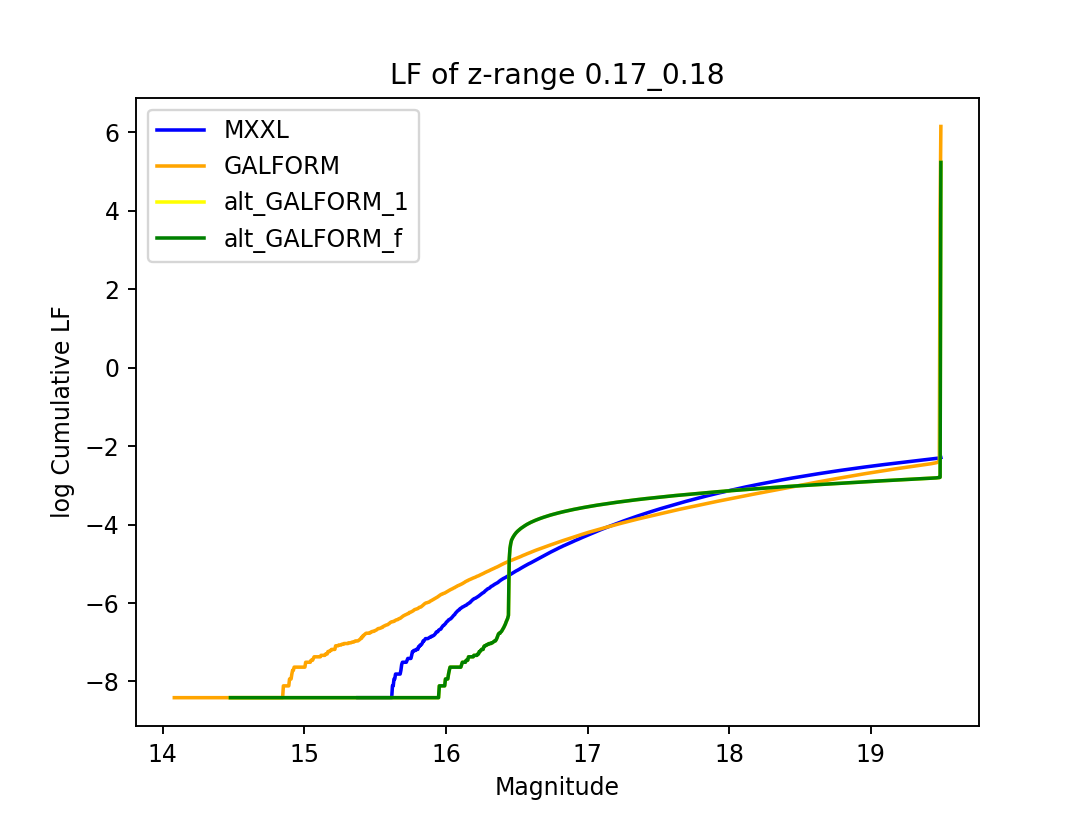 LF of z-range 0.17_0.18
MXXL
GALFORM
alt_GALFORM_1
alt_GALFORM_f
log Cumulative LF
6
4
2
0
−2
−4
−6
−8
14 15 16 17 18 19
Magnitude